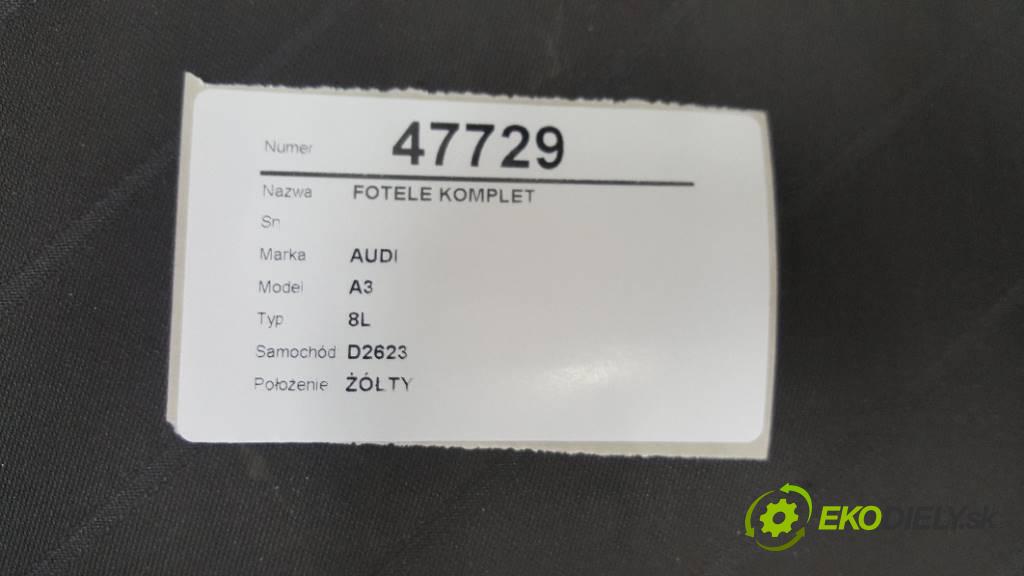 Numer 47729
Nazwa FOTELE KOMPLET
Sn
Marka AUDI
Model A3
Typ 8L
Samochód D2623
Położenie ŻÓŁTY
EKODIELY.sk